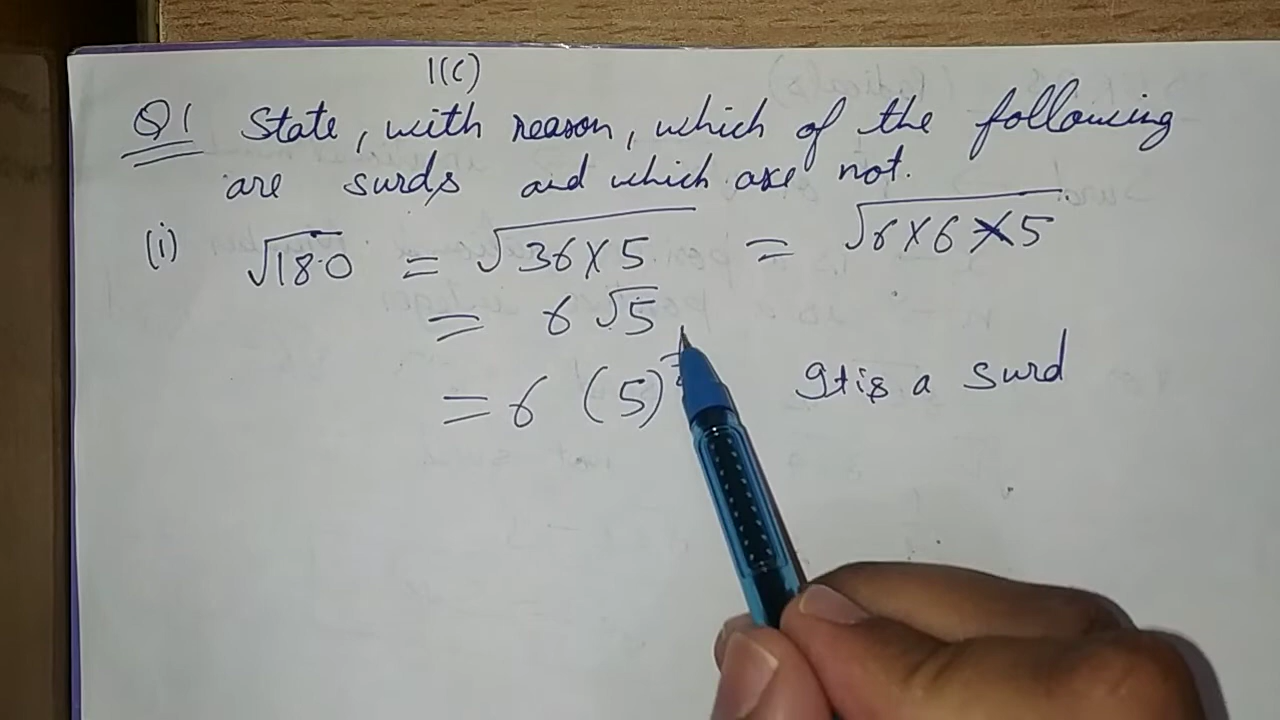 1(C)
Q1 State, with reason, which of the following
are surds and which are not.
(i) √180 = √36×5 = √6×6×5
= 6√5
= 6 (5) It is a surd